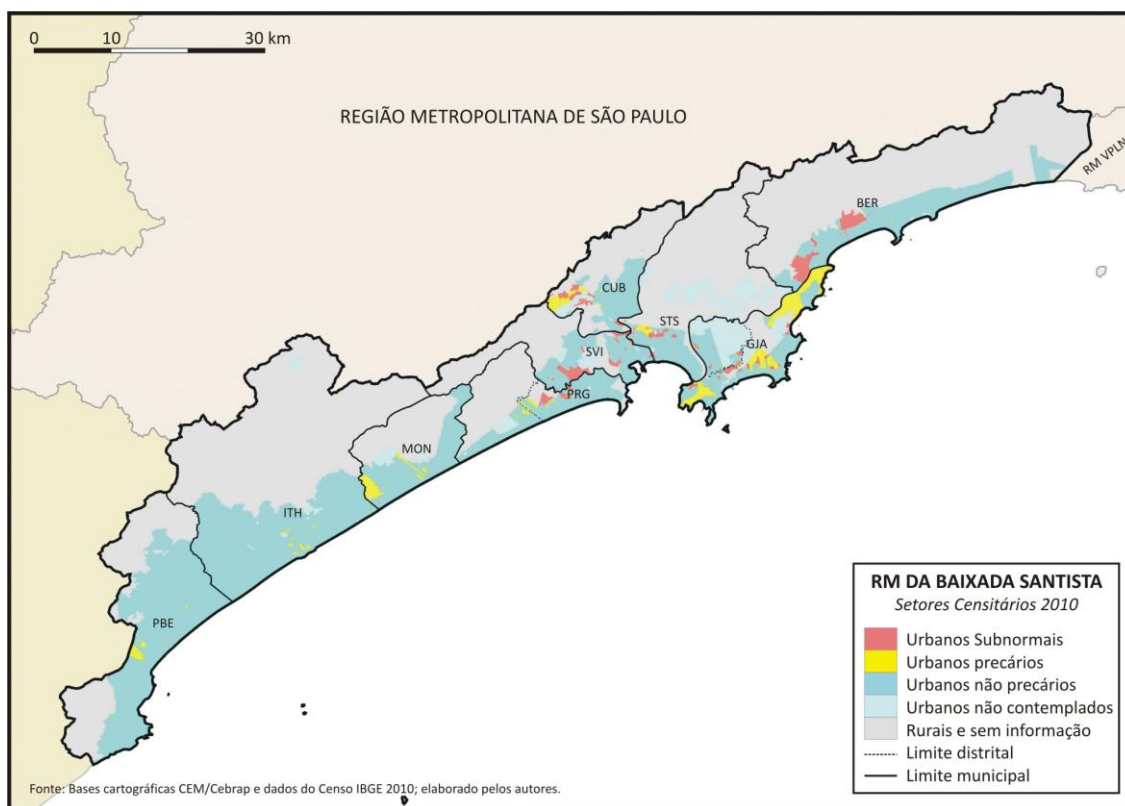 0 10 30 km
REGIÃO METROPOLITANA DE SÃO PAULO
RM VPLN
BER
CUB
STS
GJA
SVI
PRG
MON
ITH
PBE
RM DA BAIXADA SANTISTA
Setores Censitários 2010
Urbanos Subnormais
Urbanos precários
Urbanos não precários
Urbanos não contemplados
Rurais e sem informação
Limite distrital
Limite municipal
Fonte: Bases cartográficas CEM/Cebrap e dados do Censo IBGE 2010; elaborado pelos autores.